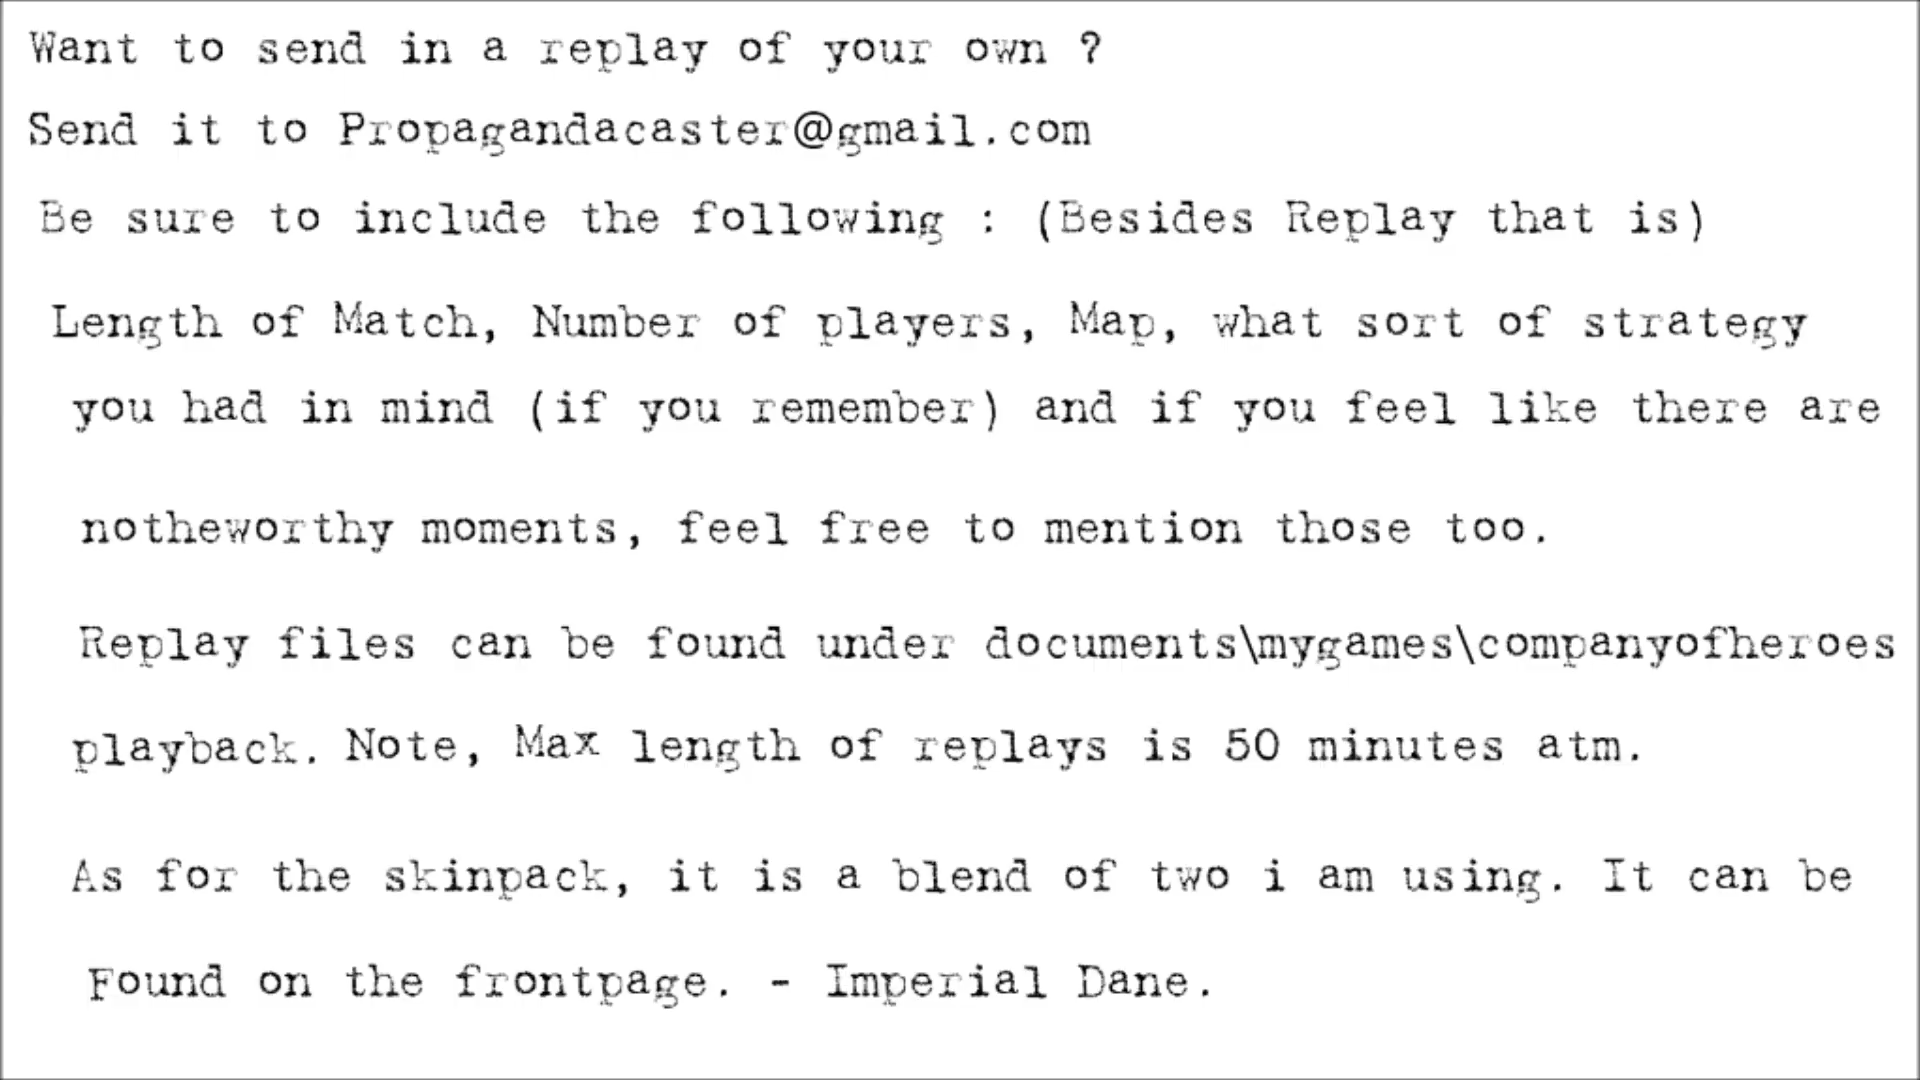 Want to send in a replay of your own ?
Send it to Propagandacaster@gmail.com
Be sure to include the following : (Besides Replay that is)
Length of Match, Number of players, Map, what sort of strategy
you had in mind (if you remember) and if you feel like there are
notheworthy moments, feel free to mention those too.
Replay files can be found under documents\mygames\companyofheroes
playback. Note, Max length of replays is 50 minutes atm.
As for the skinpack, it is a blend of two i am using. It can be
Found on the frontpage. - Imperial Dane.